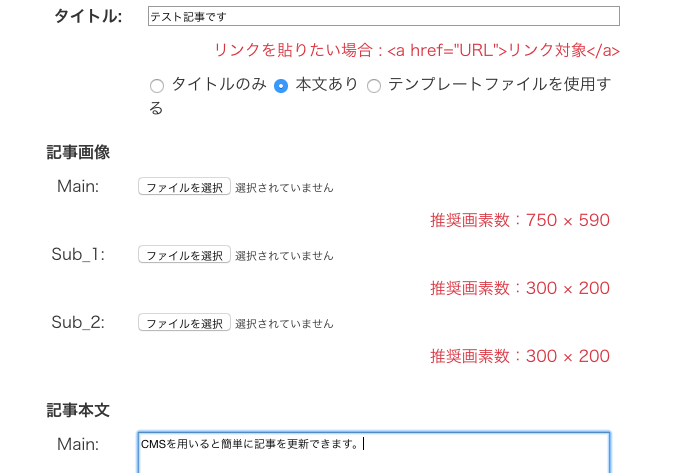 タイトル: テスト記事です
リンクを貼りたい場合 : <a href="URL">リンク対象</a>
タイトルのみ 本文あり テンプレートファイルを使用す
る
記事画像
Main: ファイルを選択 選択されていません
推奨画素数：750 × 590
Sub_1: ファイルを選択 選択されていません
推奨画素数：300 × 200
Sub_2: ファイルを選択 選択されていません
推奨画素数：300 × 200
記事本文
Main: CMSを用いると簡単に記事を更新できます。